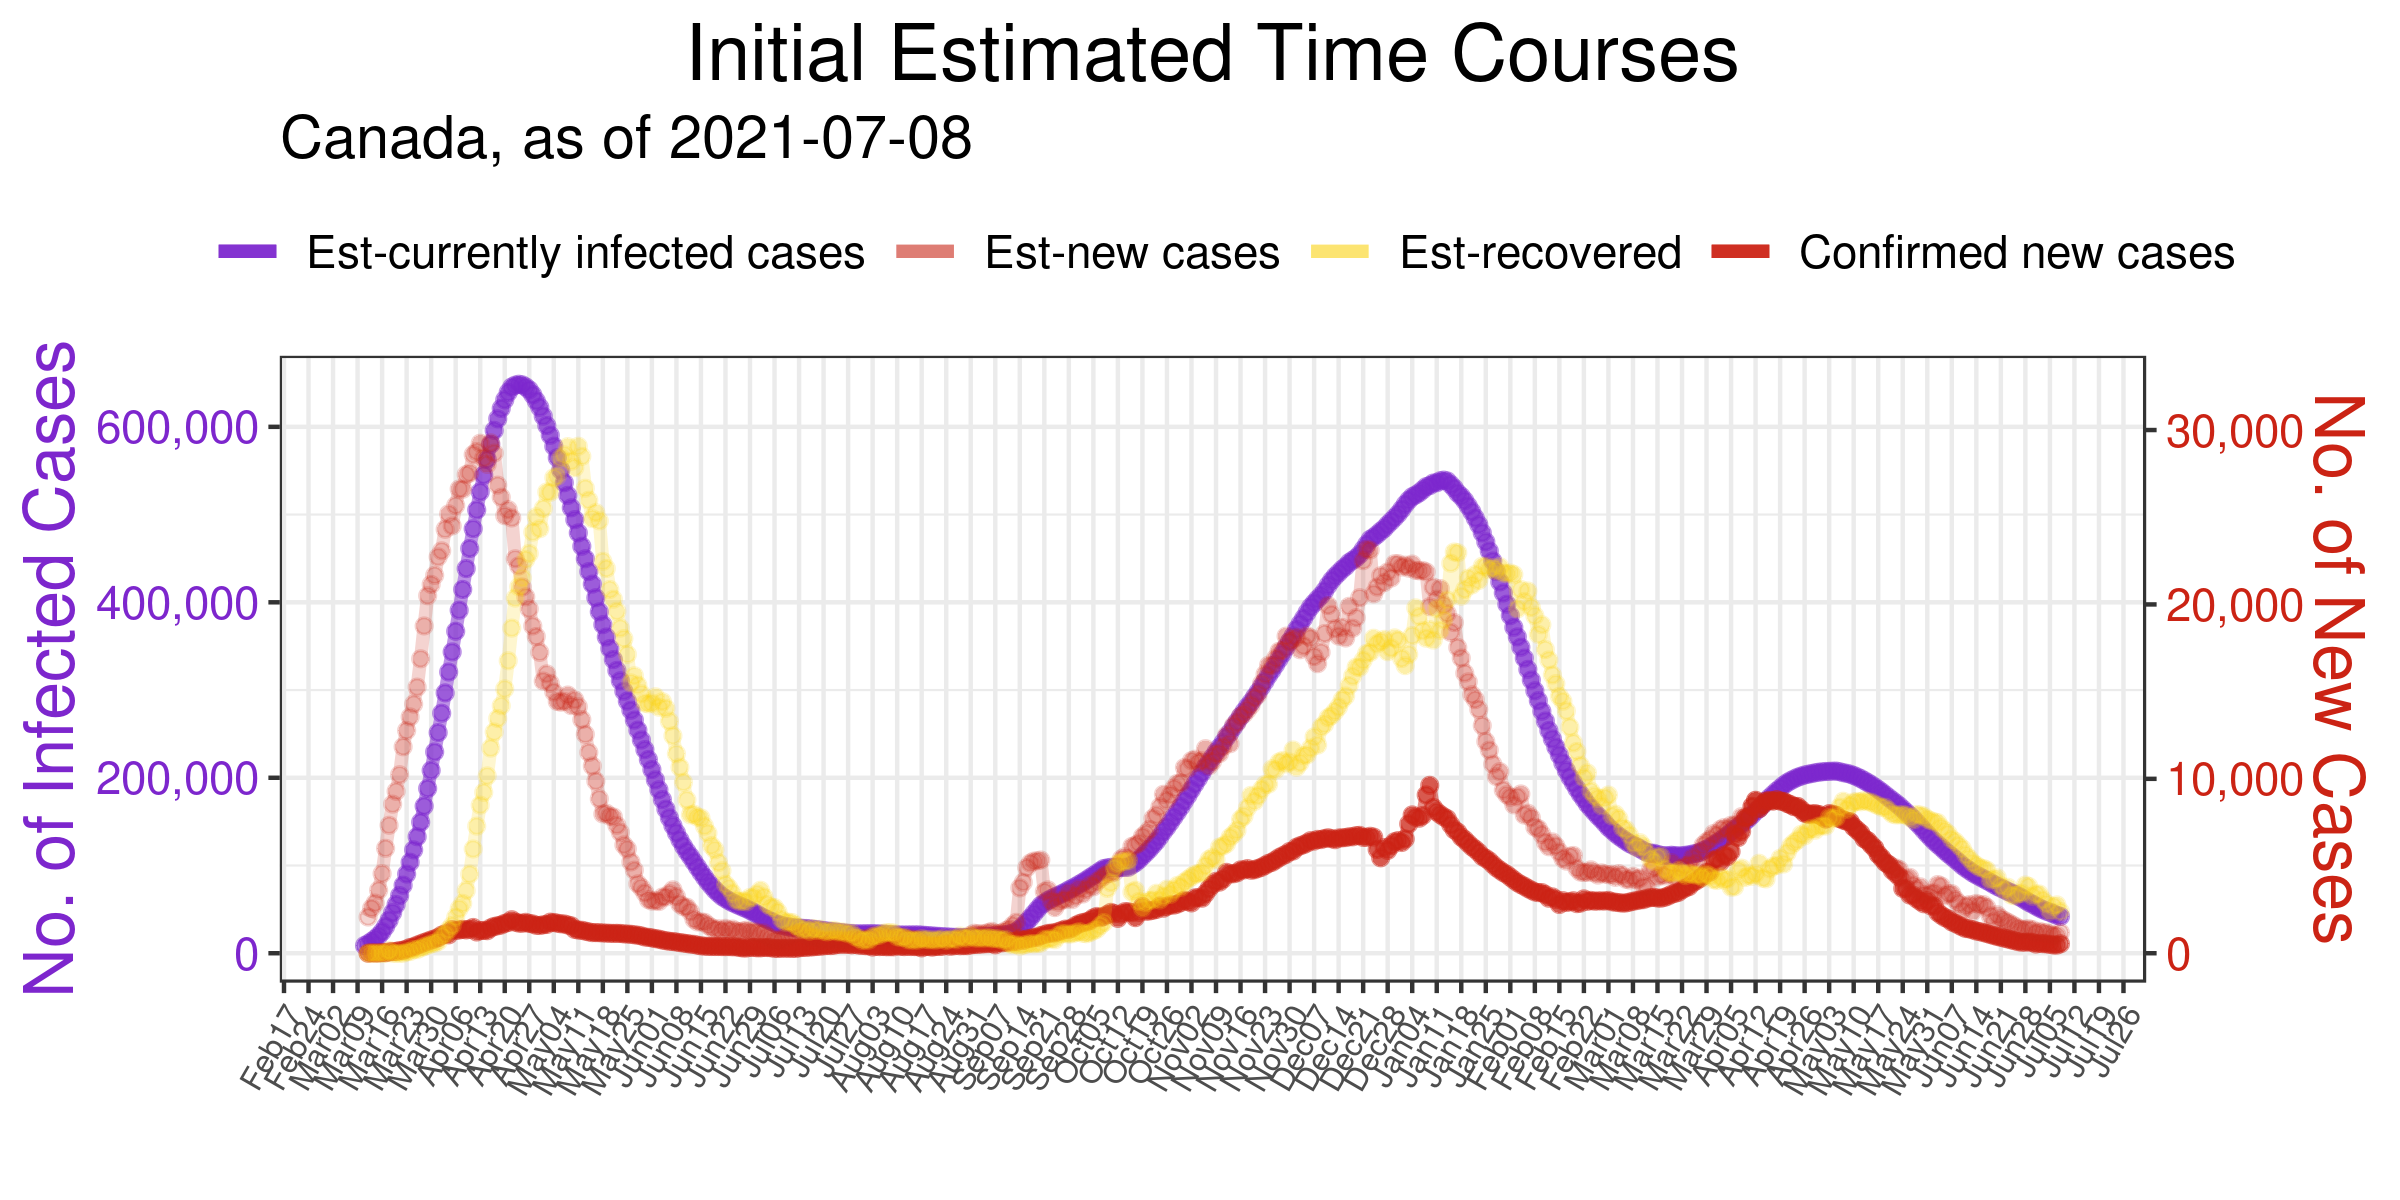 Initial Estimated Time Courses
Canada, as of 2021-07-08
Est-currently infected cases Est-new cases Est-recovered Confirmed new cases
No. of Infected Cases
600,000
400,000
200,000
0
30,000
20,000
10,000
0
No. of New Cases
Feb17
Feb24
Mar02
Mar09
Mar16
Mar23
Mar30
Apr06
Apr13
Apr20
Apr27
May04
May11
May18
May25
Jun01
Jun08
Jun15
Jun22
Jun29
Jul06
Jul13
Jul20
Jul27
Aug03
Aug10
Aug17
Aug24
Aug31
Sep07
Sep14
Sep21
Sep28
Oct05
Oct12
Oct19
Oct26
Nov02
Nov09
Nov16
Nov23
Nov30
Dec07
Dec14
Dec21
Dec28
Jan04
Jan11
Jan18
Jan25
Feb01
Feb08
Feb15
Feb22
Mar01
Mar08
Mar15
Mar22
Mar29
Apr05
Apr12
Apr19
Apr26
May03
May10
May17
May24
May31
Jun07
Jun14
Jun21
Jun28
Jul05
Jul12
Jul19
Jul26